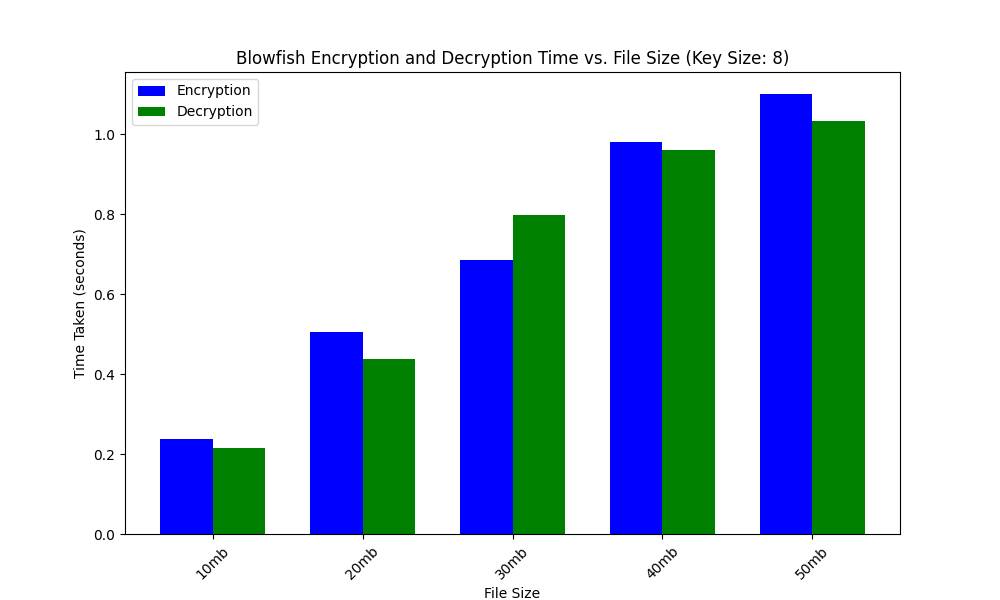 Blowfish Encryption and Decryption Time vs. File Size (Key Size: 8)
Encryption
Decryption
Time Taken (seconds)
1.0
0.8
0.6
0.4
0.2
0.0
10mb
20mb
30mb
40mb
50mb
File Size